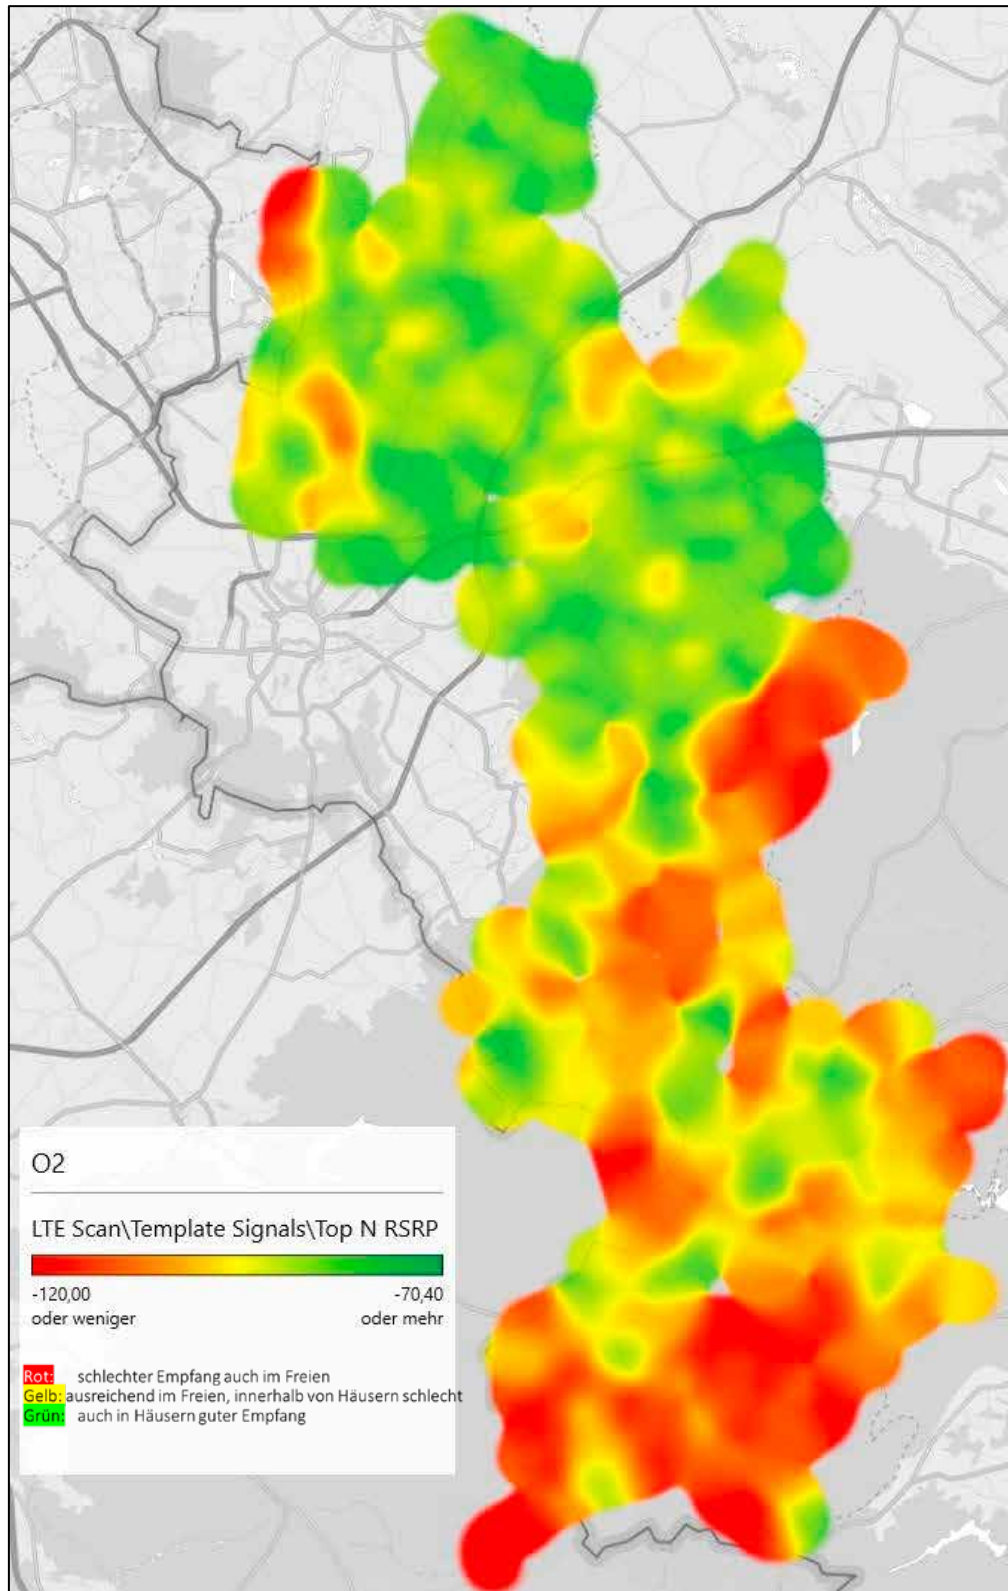 O2
LTE Scan\Template Signals\Top N RSRP
-120,00 -70,40
oder weniger oder mehr
Rot: schlechter Empfang auch im Freien
Gelb: ausreichend im Freien, innerhalb von Häusern schlecht
Grün: auch in Häusern guter Empfang